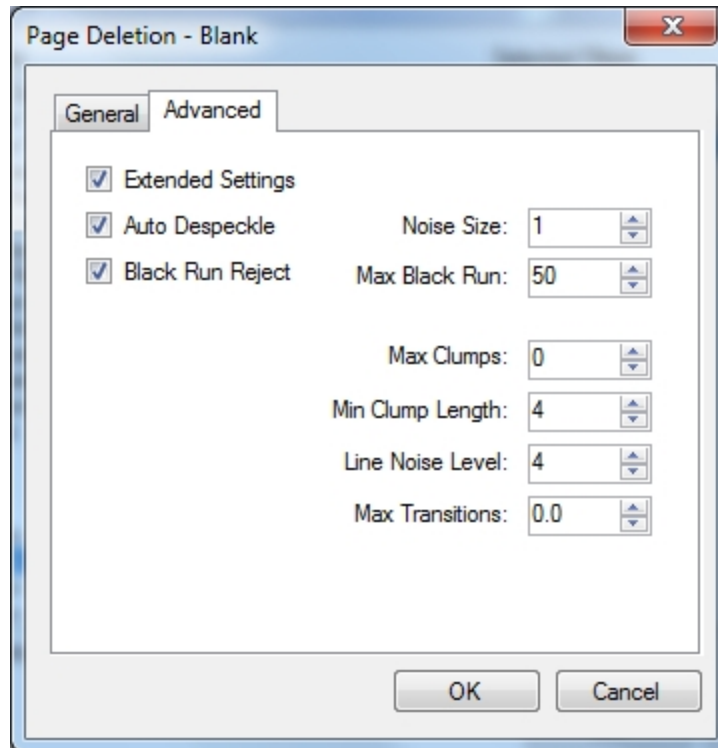 Page Deletion - Blank
General Advanced
Extended Settings
Auto Despeckle Noise Size: 1
Black Run Reject Max Black Run: 50
Max Clumps: 0
Min Clump Length: 4
Line Noise Level: 4
Max Transitions: 0.0
OK Cancel